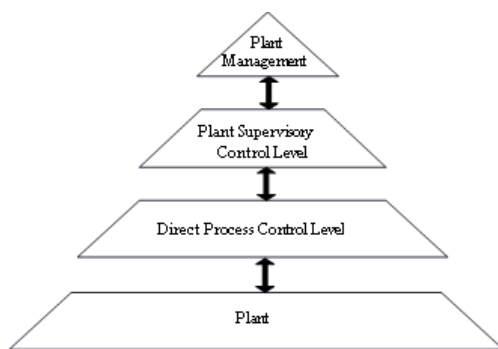 Plant
Management
Plant Supervisory
Control Level
Direct Process Control Level
Plant